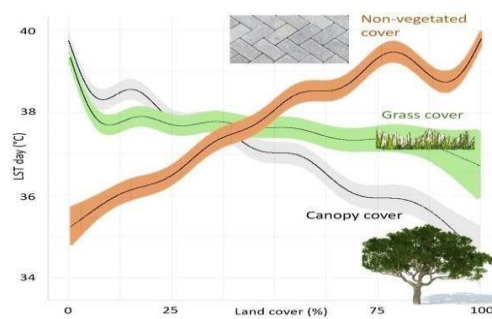 40
38
36
34
LST day (°C)
Non-vegetated
cover
Grass cover
Canopy cover
0
25
Land cover (%)
75
100